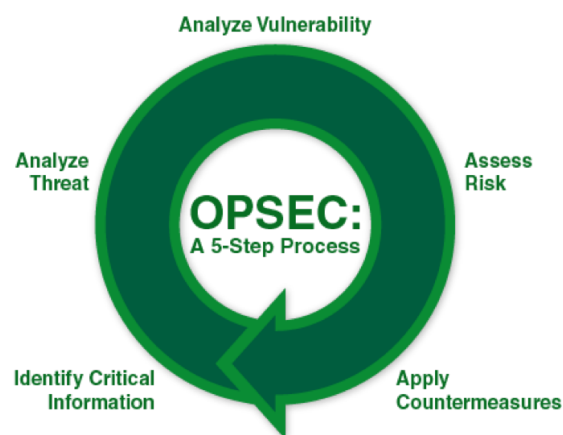 Analyze Vulnerability
Analyze
Threat
Assess
Risk
OPSEC:
A 5-Step Process
Identify Critical
Information
Apply
Countermeasures